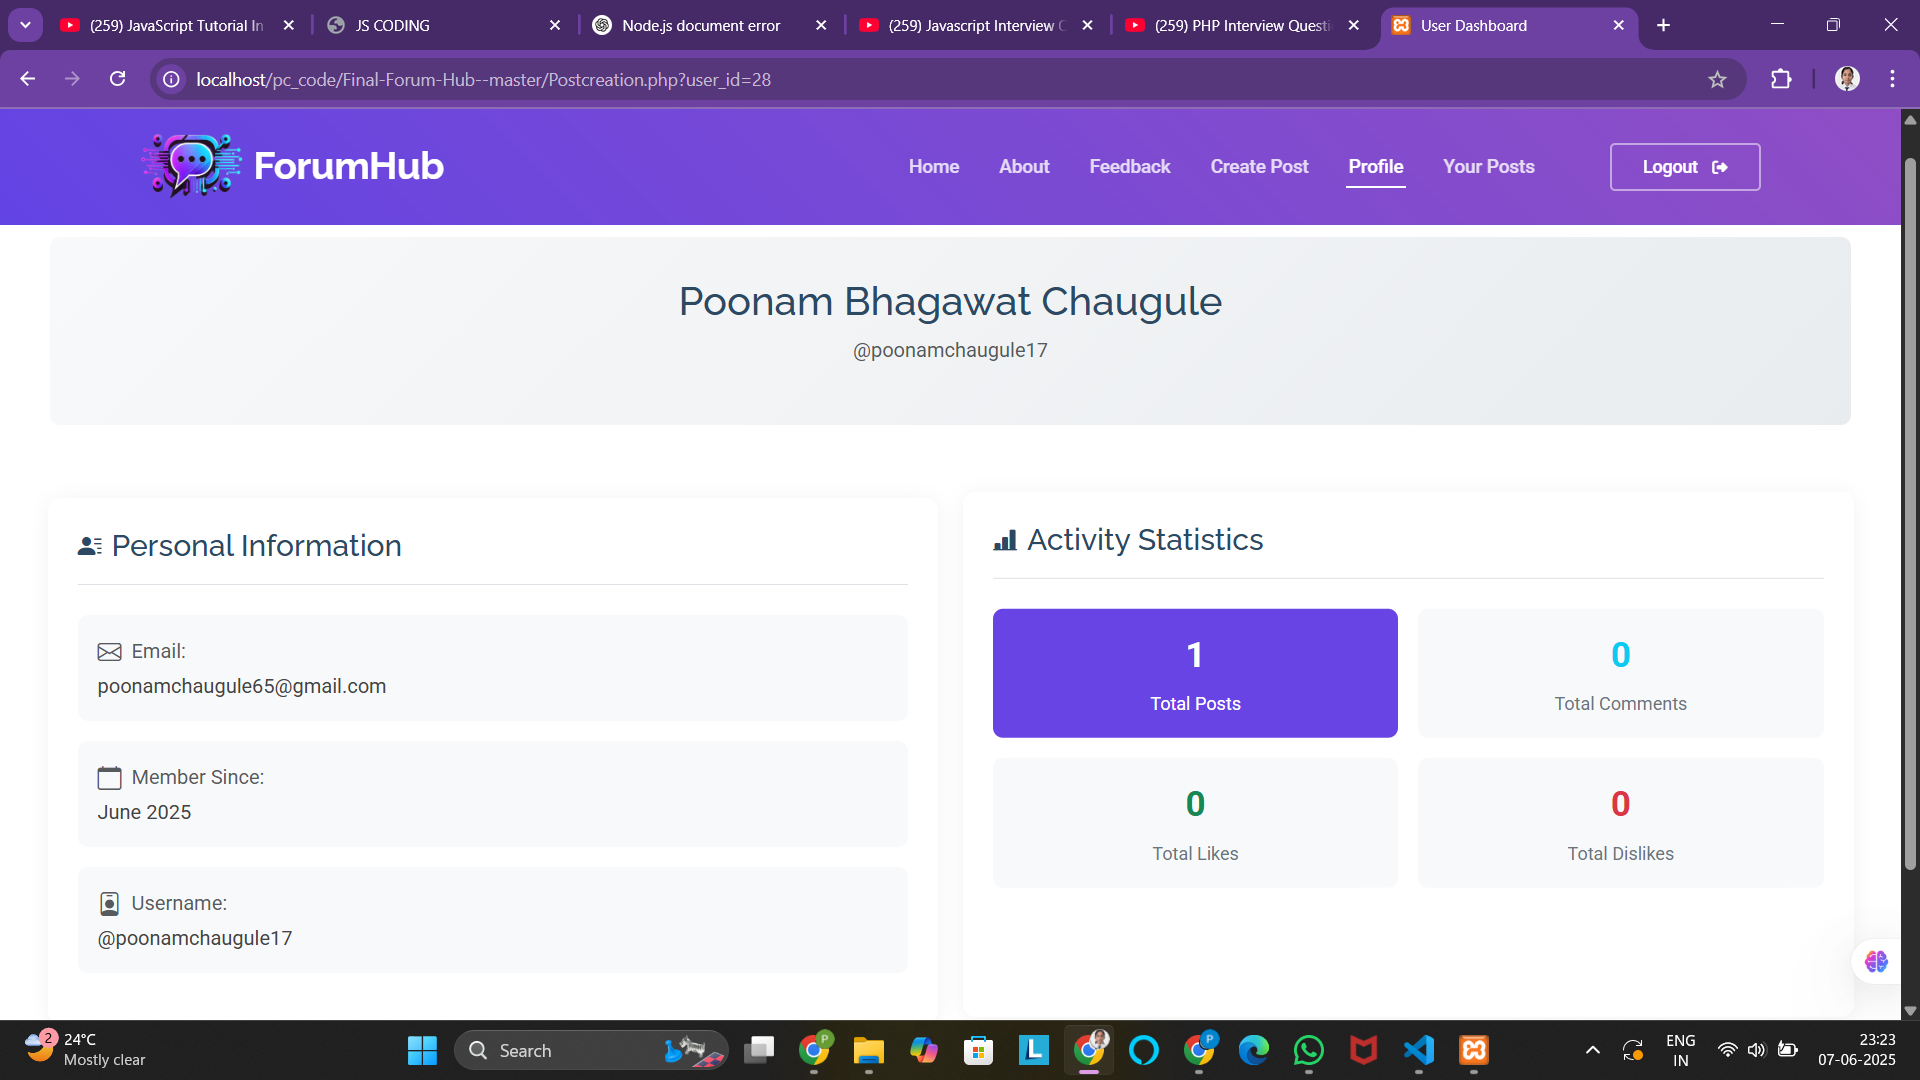 (259) JavaScript Tutorial In
JS CODING
Node.js document error
(259) Javascript Interview C
(259) PHP Interview Questi
User Dashboard
localhost/pc_code/Final-Forum-Hub--master/Postcreation.php?user_id=28
ForumHub
Home
About
Feedback
Create Post
Profile
Your Posts
Logout
Poonam Bhagawat Chaugule
@poonamchaugule17
Personal Information
Email:
poonamchaugule65@gmail.com
Member Since:
June 2025
Username:
@poonamchaugule17
Activity Statistics
1
Total Posts
0
Total Comments
0
Total Likes
0
Total Dislikes
2
24°C
Mostly clear
Search
P
L
P
ENG
IN
23:23
07-06-2025